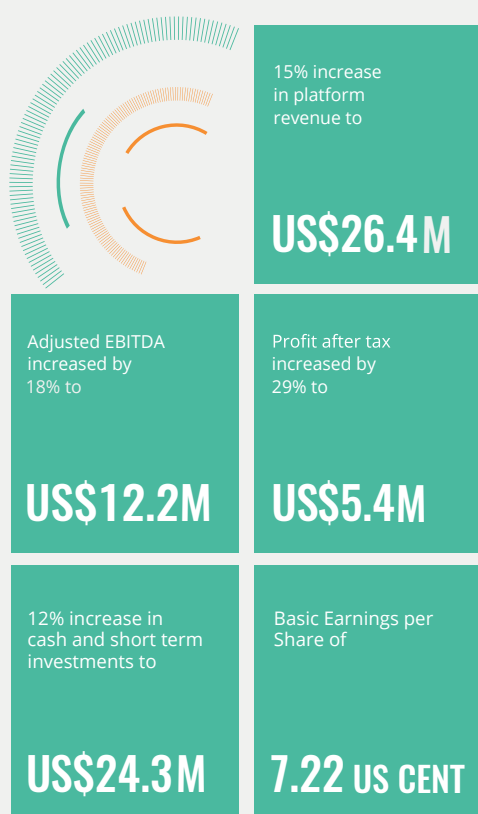 15% increase
in platform
revenue to
US$26.4M
Adjusted EBITDA
increased by
18% to
US$12.2M
Profit after tax
increased by
29% to
US$5.4M
12% increase in
cash and short term
investments to
US$24.3M
Basic Earnings per
Share of
7.22 US CENT